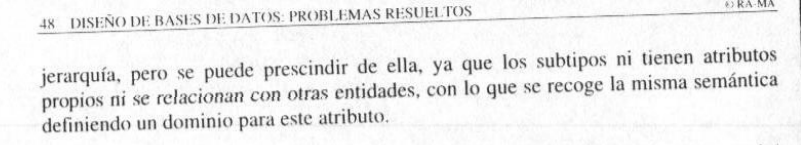 48 DISEÑO DE BASES DE DATOS: PROBLEMAS RESUELTOS © RA-MA
jerarquía, pero se puede prescindir de ella, ya que los subtipos ni tienen atributos
propios ni se relacionan con otras entidades, con lo que se recoge la misma semántica
definiendo un dominio para este atributo.